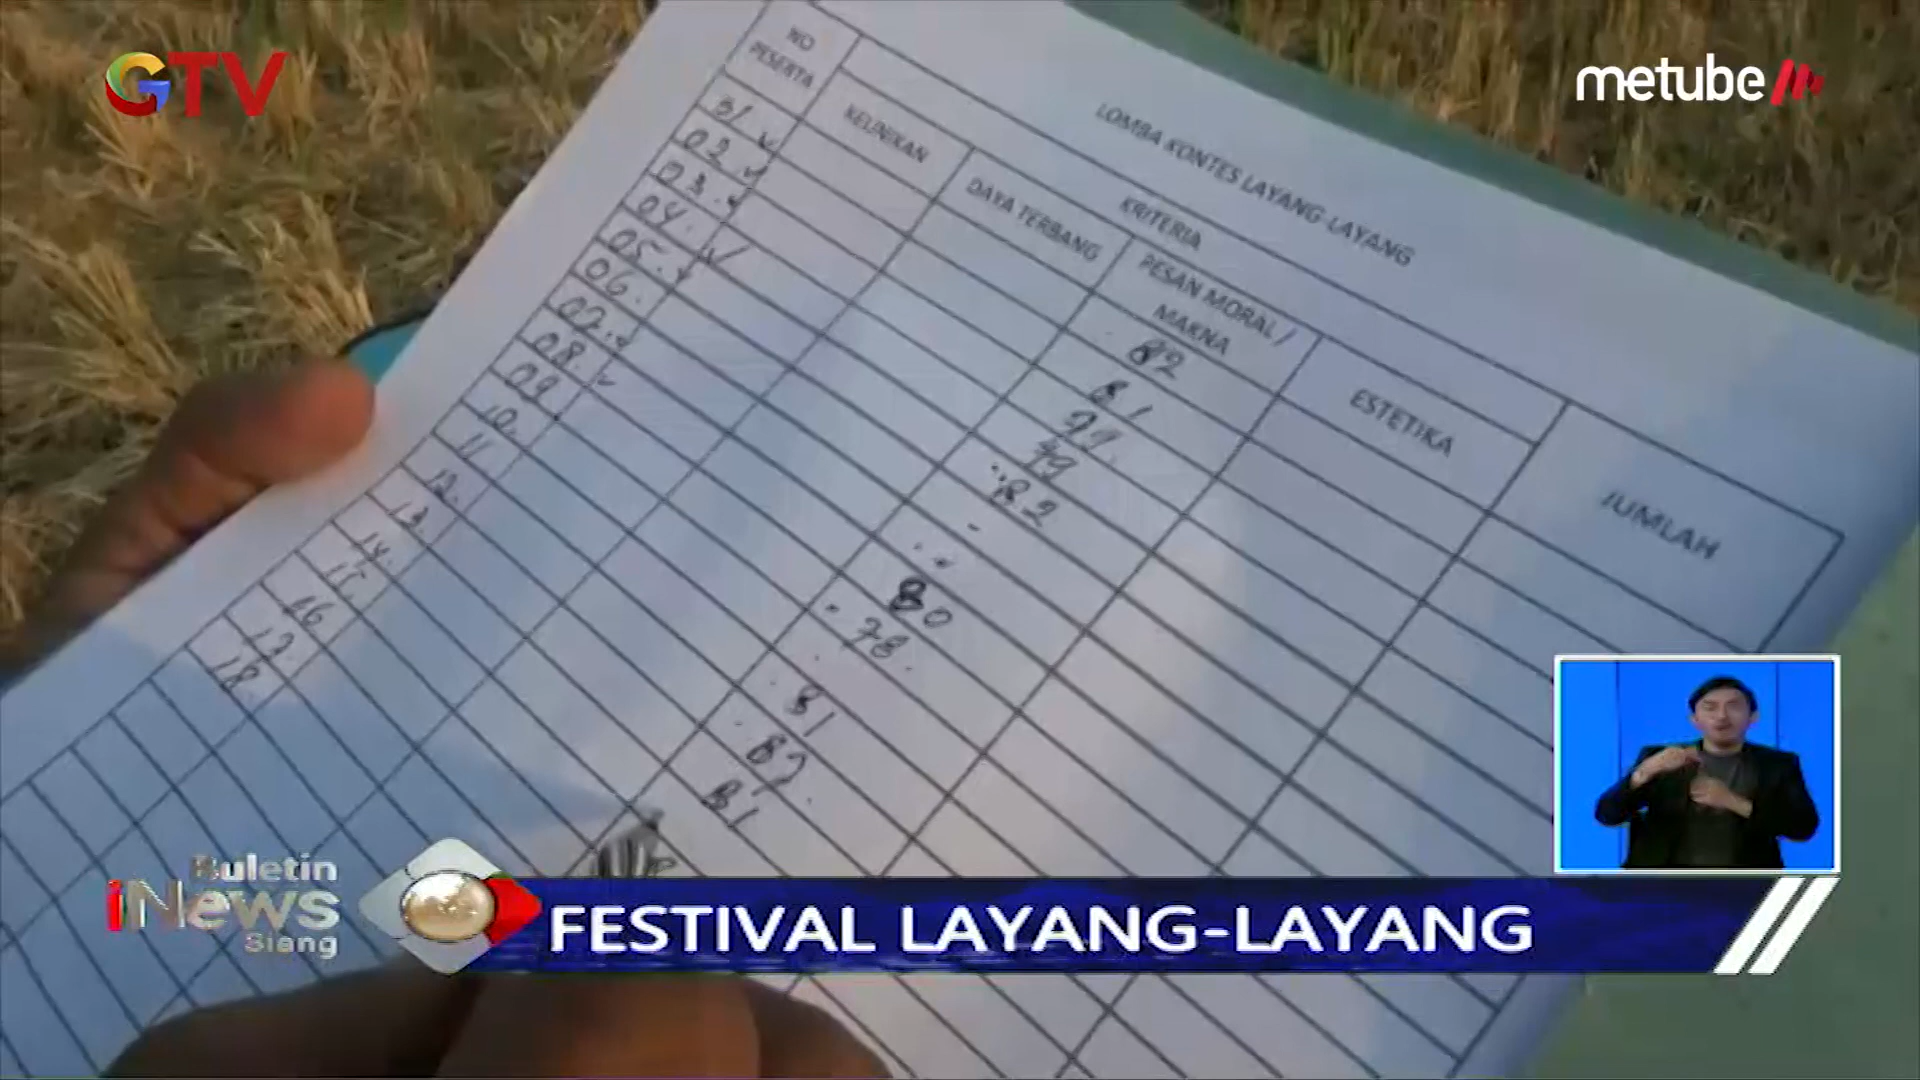 GTV
metube
LOMBA KONTES LAYANG-LAYANG
NO PESERTA
KRITERIA
KELPEKAN
DAYA TERBANG
PESAN MORAL /
MAKNA
ESTETIKA
JUMLAH
02.
03.
04.
05.
06.
07.
08.
09
10.
11
12.
13.
14.
15.
16
17.
18.
82
81
79
82
80
78.
81
82.
81
Buletin
iNews
Siang
FESTIVAL LAYANG-LAYANG